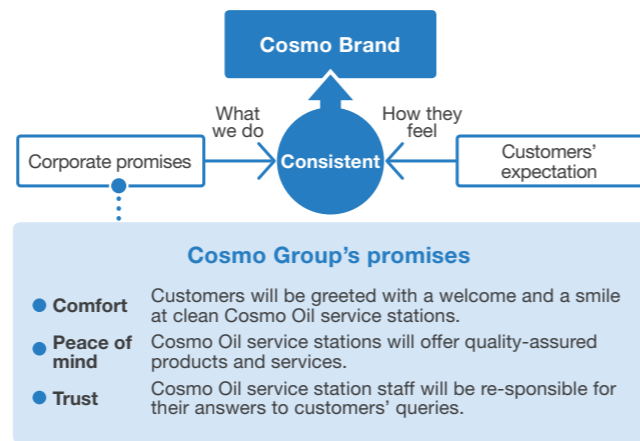 Cosmo Brand
What
we do
How they
feel
Corporate promises
Consistent
Customers’
expectation
Cosmo Group’s promises
Comfort
Customers will be greeted with a welcome and a smile
at clean Cosmo Oil service stations.
Peace of
mind
Cosmo Oil service stations will offer quality-assured
products and services.
Trust
Cosmo Oil service station staff will be re-sponsible for
their answers to customers’ queries.